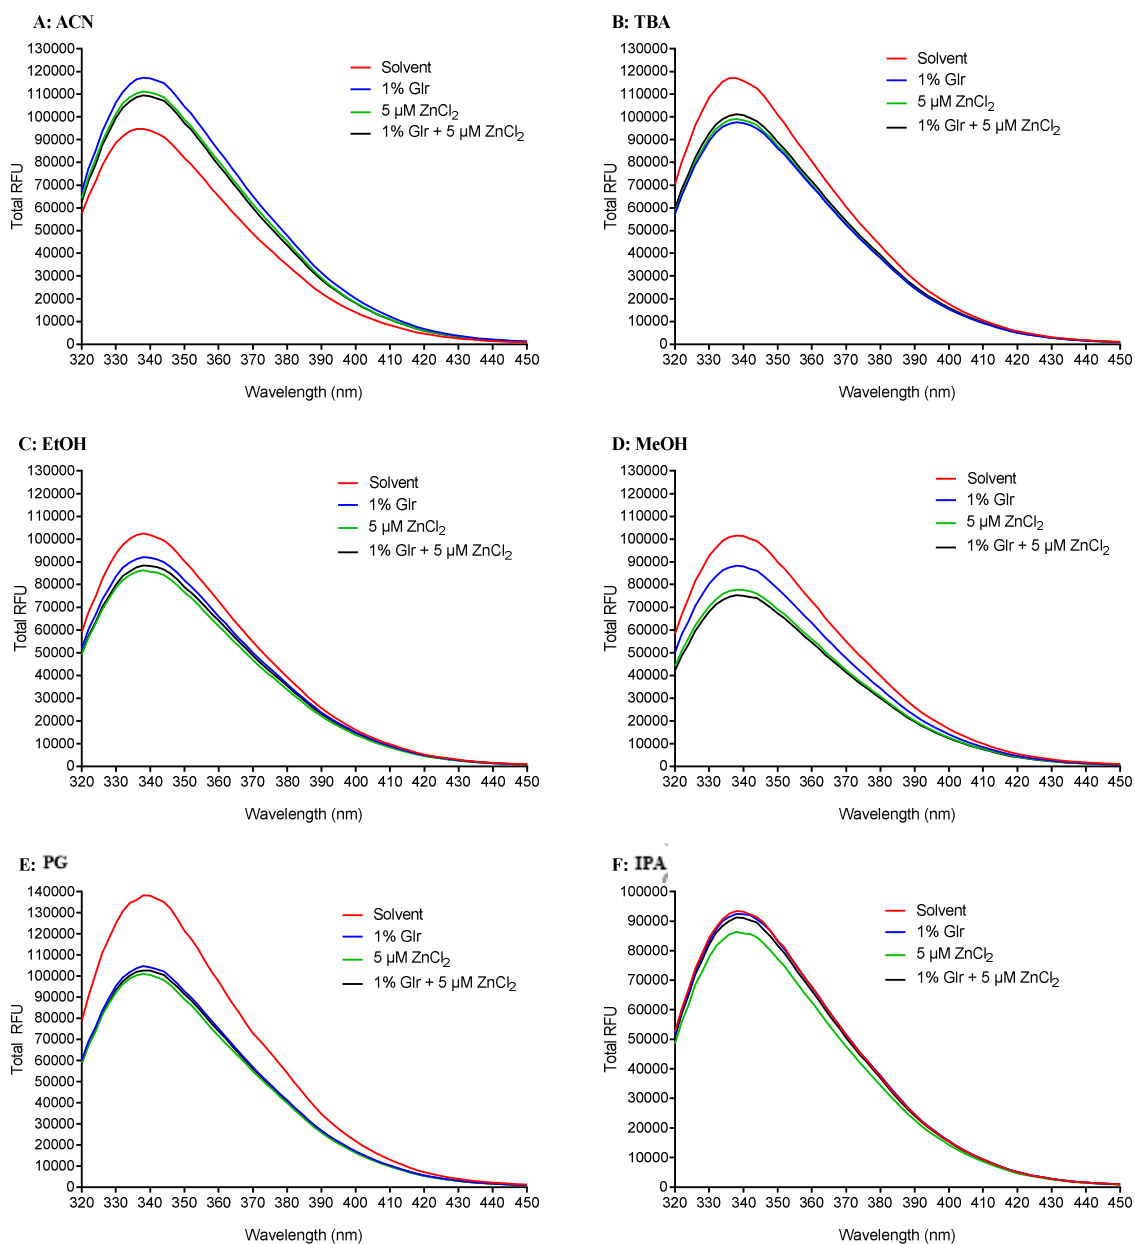 A: ACN
130000
120000
110000
100000
90000
80000
70000
60000
50000
40000
30000
20000
10000
0
Total RFU
320 330 340 350 360 370 380 390 400 410 420 430 440 450
Wavelength (nm)
Solvent
1% Glr
5 µM ZnCl2
1% Glr + 5 µM ZnCl2
B: TBA
130000
120000
110000
100000
90000
80000
70000
60000
50000
40000
30000
20000
10000
0
Total RFU
320 330 340 350 360 370 380 390 400 410 420 430 440 450
Wavelength (nm)
Solvent
1% Glr
5 µM ZnCl2
1% Glr + 5 µM ZnCl2
C: EtOH
130000
120000
110000
100000
90000
80000
70000
60000
50000
40000
30000
20000
10000
0
Total RFU
320 330 340 350 360 370 380 390 400 410 420 430 440 450
Wavelength (nm)
Solvent
1% Glr
5 µM ZnCl2
1% Glr + 5 µM ZnCl2
D: MeOH
130000
120000
110000
100000
90000
80000
70000
60000
50000
40000
30000
20000
10000
0
Total RFU
320 330 340 350 360 370 380 390 400 410 420 430 440 450
Wavelength (nm)
Solvent
1% Glr
5 µM ZnCl2
1% Glr + 5 µM ZnCl2
E: PG
140000
130000
120000
110000
100000
90000
80000
70000
60000
50000
40000
30000
20000
10000
0
Total RFU
320 330 340 350 360 370 380 390 400 410 420 430 440 450
Wavelength (nm)
Solvent
1% Glr
5 µM ZnCl2
1% Glr + 5 µM ZnCl2
F: IPA
100000
90000
80000
70000
60000
50000
40000
30000
20000
10000
0
Total RFU
320 330 340 350 360 370 380 390 400 410 420 430 440 450
Wavelength (nm)
Solvent
1% Glr
5 µM ZnCl2
1% Glr + 5 µM ZnCl2